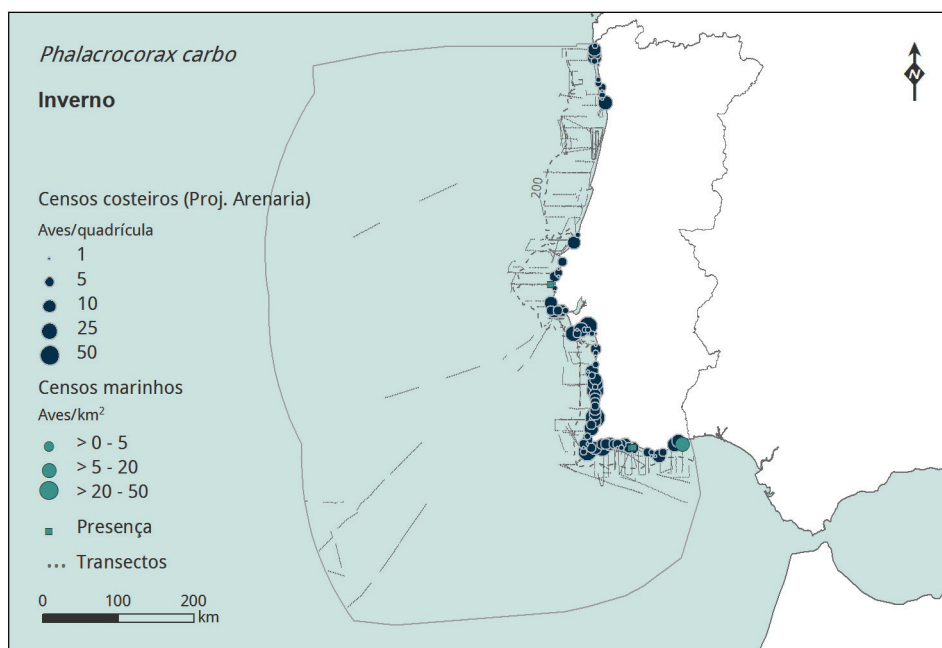 Phalacrocorax carbo
Inverno
N
200
Censos costeiros (Proj. Arenaria)
Aves/quadrícula
1
5
10
25
50
Censos marinhos
Aves/km²
> 0 - 5
> 5 - 20
> 20 - 50
Presença
Transectos
0 100 200
km